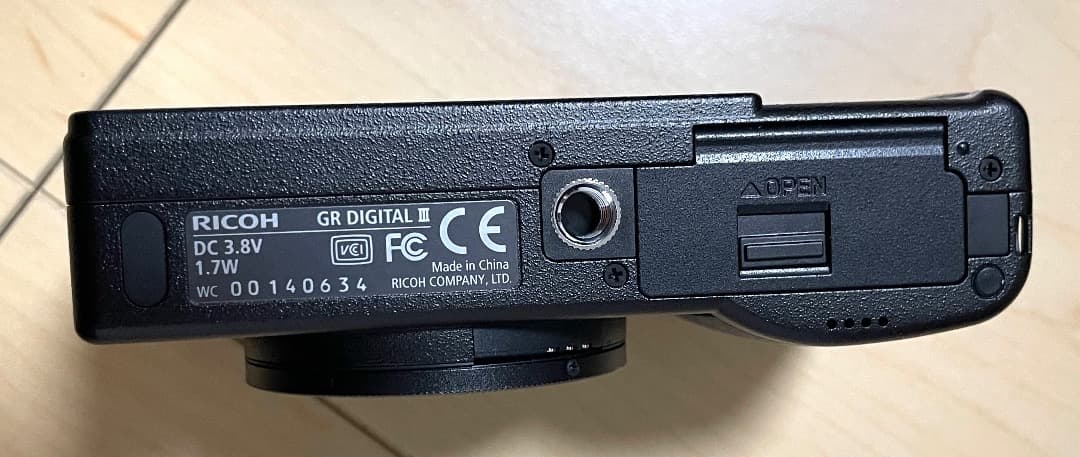 RICOH GR DIGITAL III
DC 3.8V VCCI FC CE
1.7W Made in China
WC 00140634 RICOH COMPANY, LTD.
△OPEN